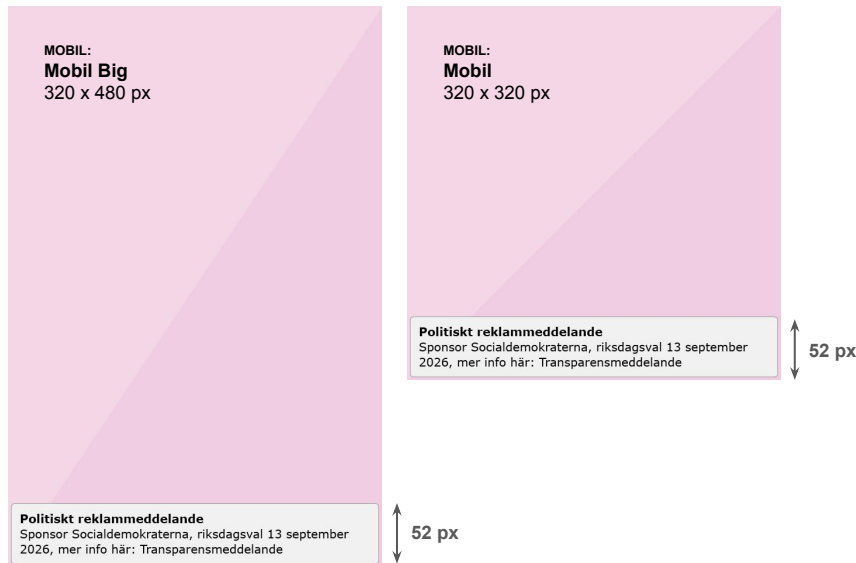 MOBIL:
Mobil Big
320 x 480 px
Politiskt reklammeddelande
Sponsor Socialdemokraterna, riksdagsval 13 september
2026, mer info här: Transparensmeddelande
52 px
MOBIL:
Mobil
320 x 320 px
Politiskt reklammeddelande
Sponsor Socialdemokraterna, riksdagsval 13 september
2026, mer info här: Transparensmeddelande
52 px